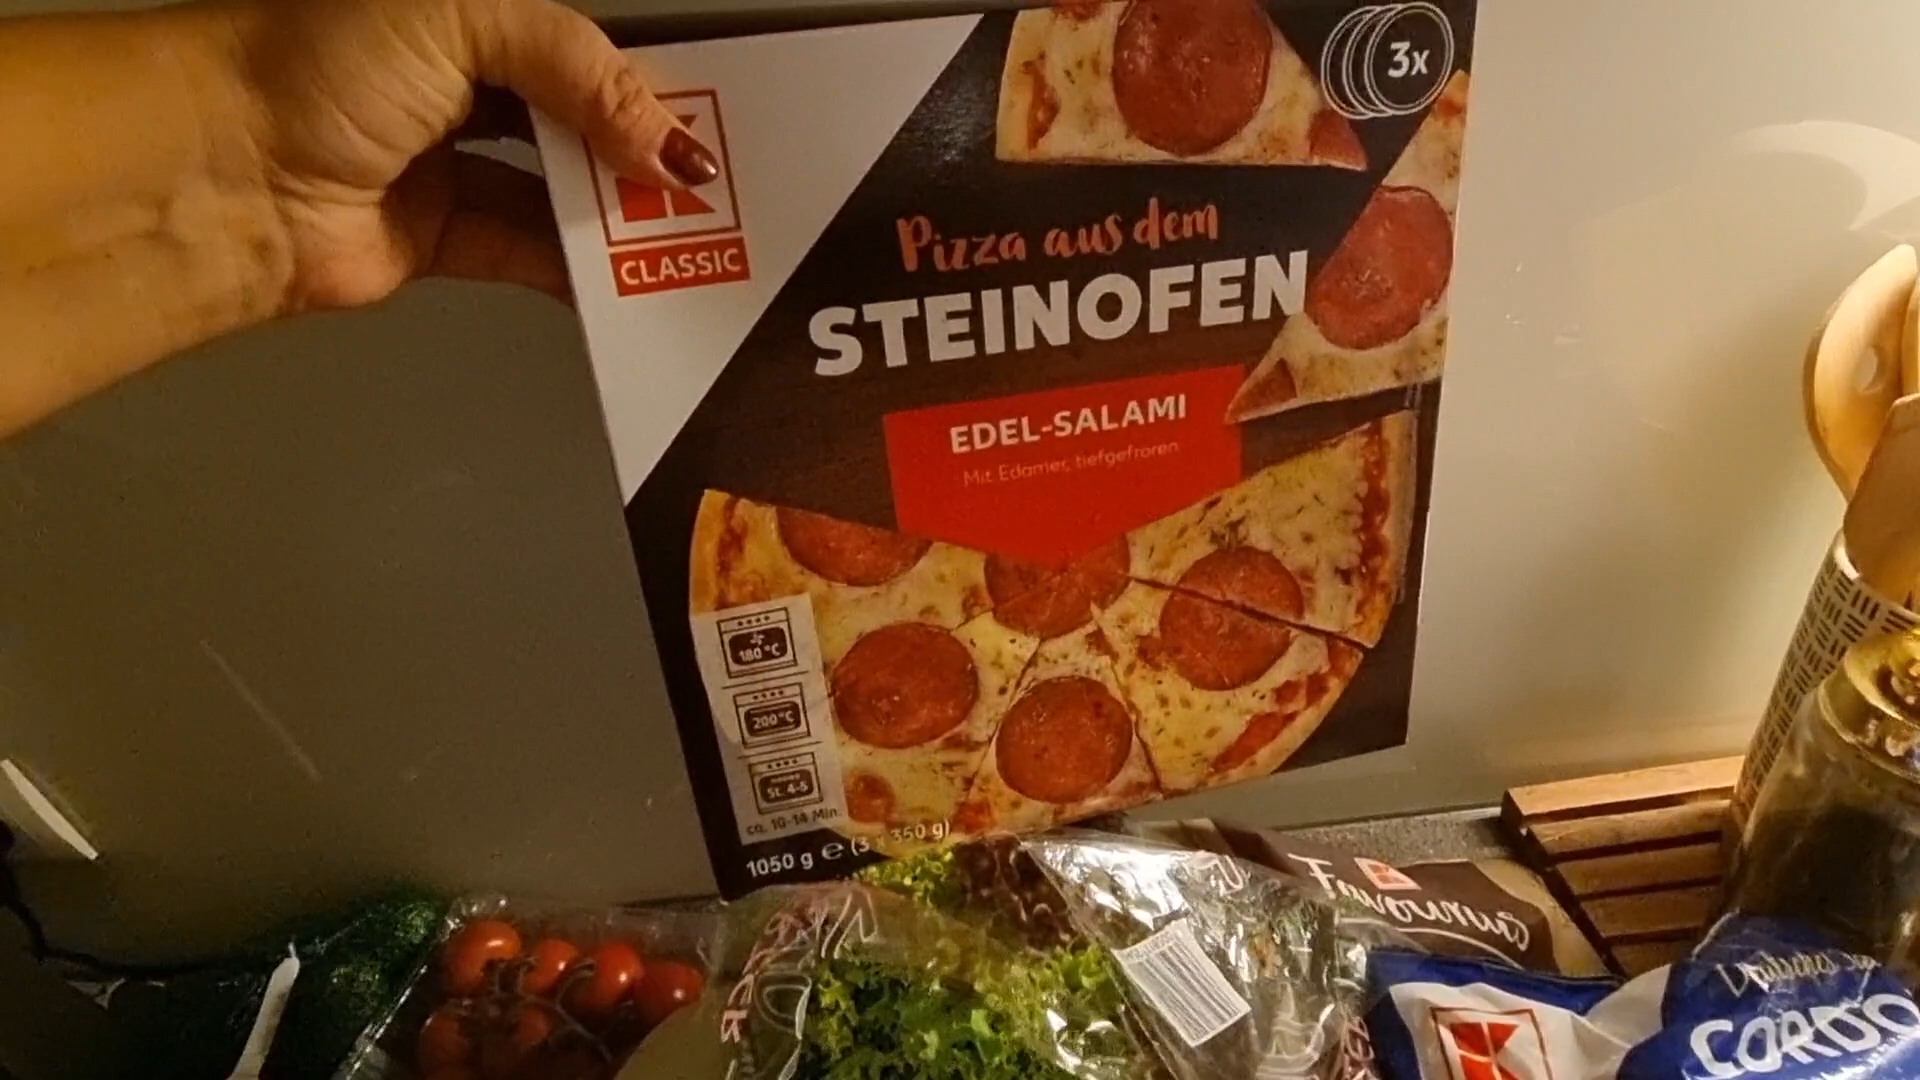 3x
K
CLASSIC
Pizza aus dem
STEINOFEN
EDEL-SALAMI
Mit Edamer, tiefgefroren
180 °C
200 °C
St. 4-5
ca. 10-14 Min.
1050 g e (3 x 350 g)
Favourites
CORDO